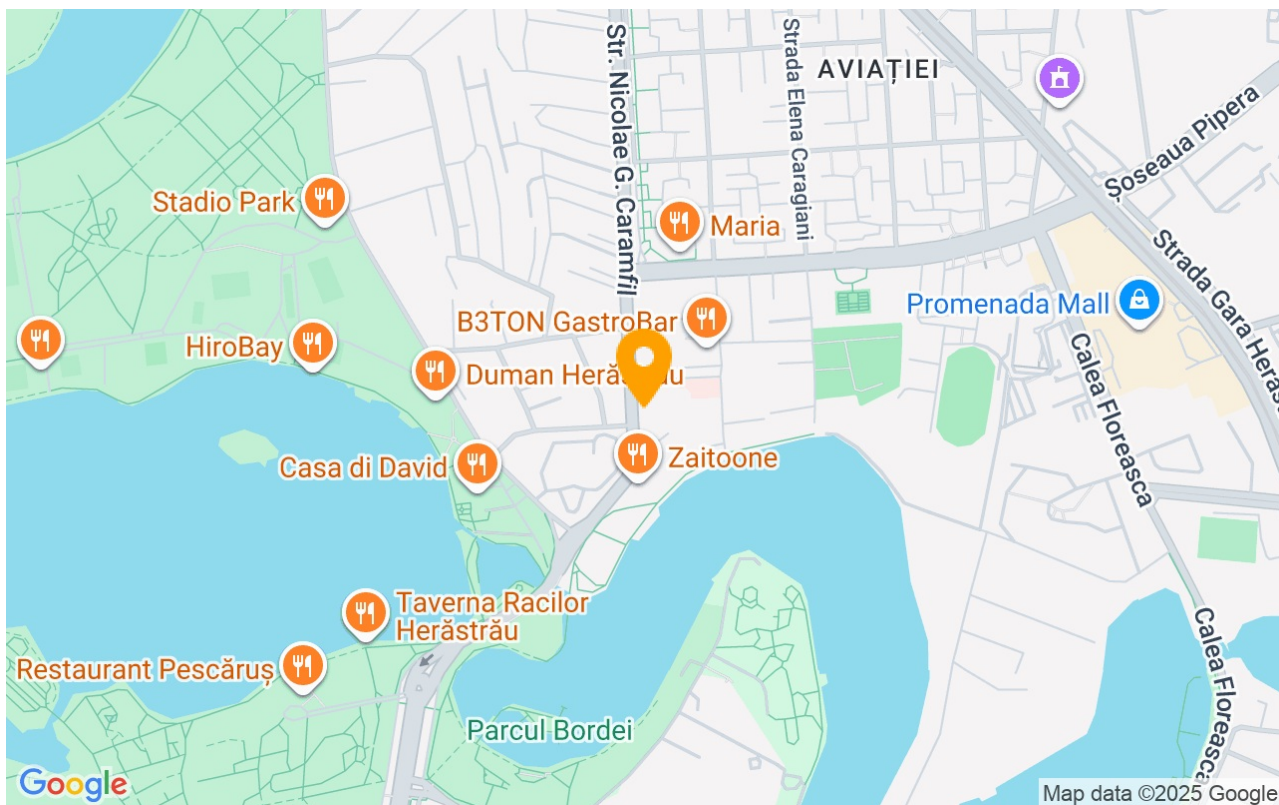 Str. Nicolae G. Caramfil
Strada Elena Caragiani
AVIAȚIEI
Șoseaua Pipera
Stadio Park
Maria
Strada Gara Herăs
Promenada Mall
B3TON GastroBar
HiroBay
Duman Herăstrău
Calea Floreasca
Casa di David
Zaitoone
Taverna Racilor
Herăstrău
Restaurant Pescăruș
Calea Floreasca
Parcul Bordei
Google
Map data ©2025 Google